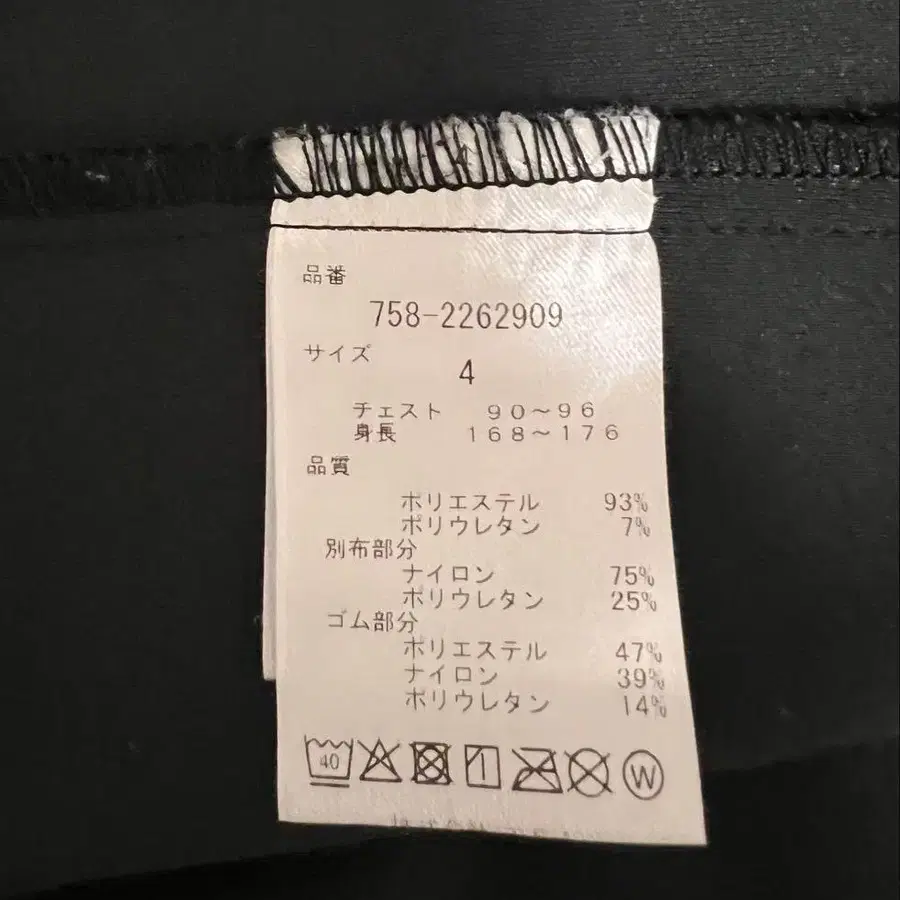 品番
758-2262909
サイズ
4
チェスト 90～96
身長 168～176
品質
ポリエステル 93%
ポリウレタン 7%
別布部分
ナイロン 75%
ポリウレタン 25%
ゴム部分
ポリエステル 47%
ナイロン 39%
ポリウレタン 14%
40 W